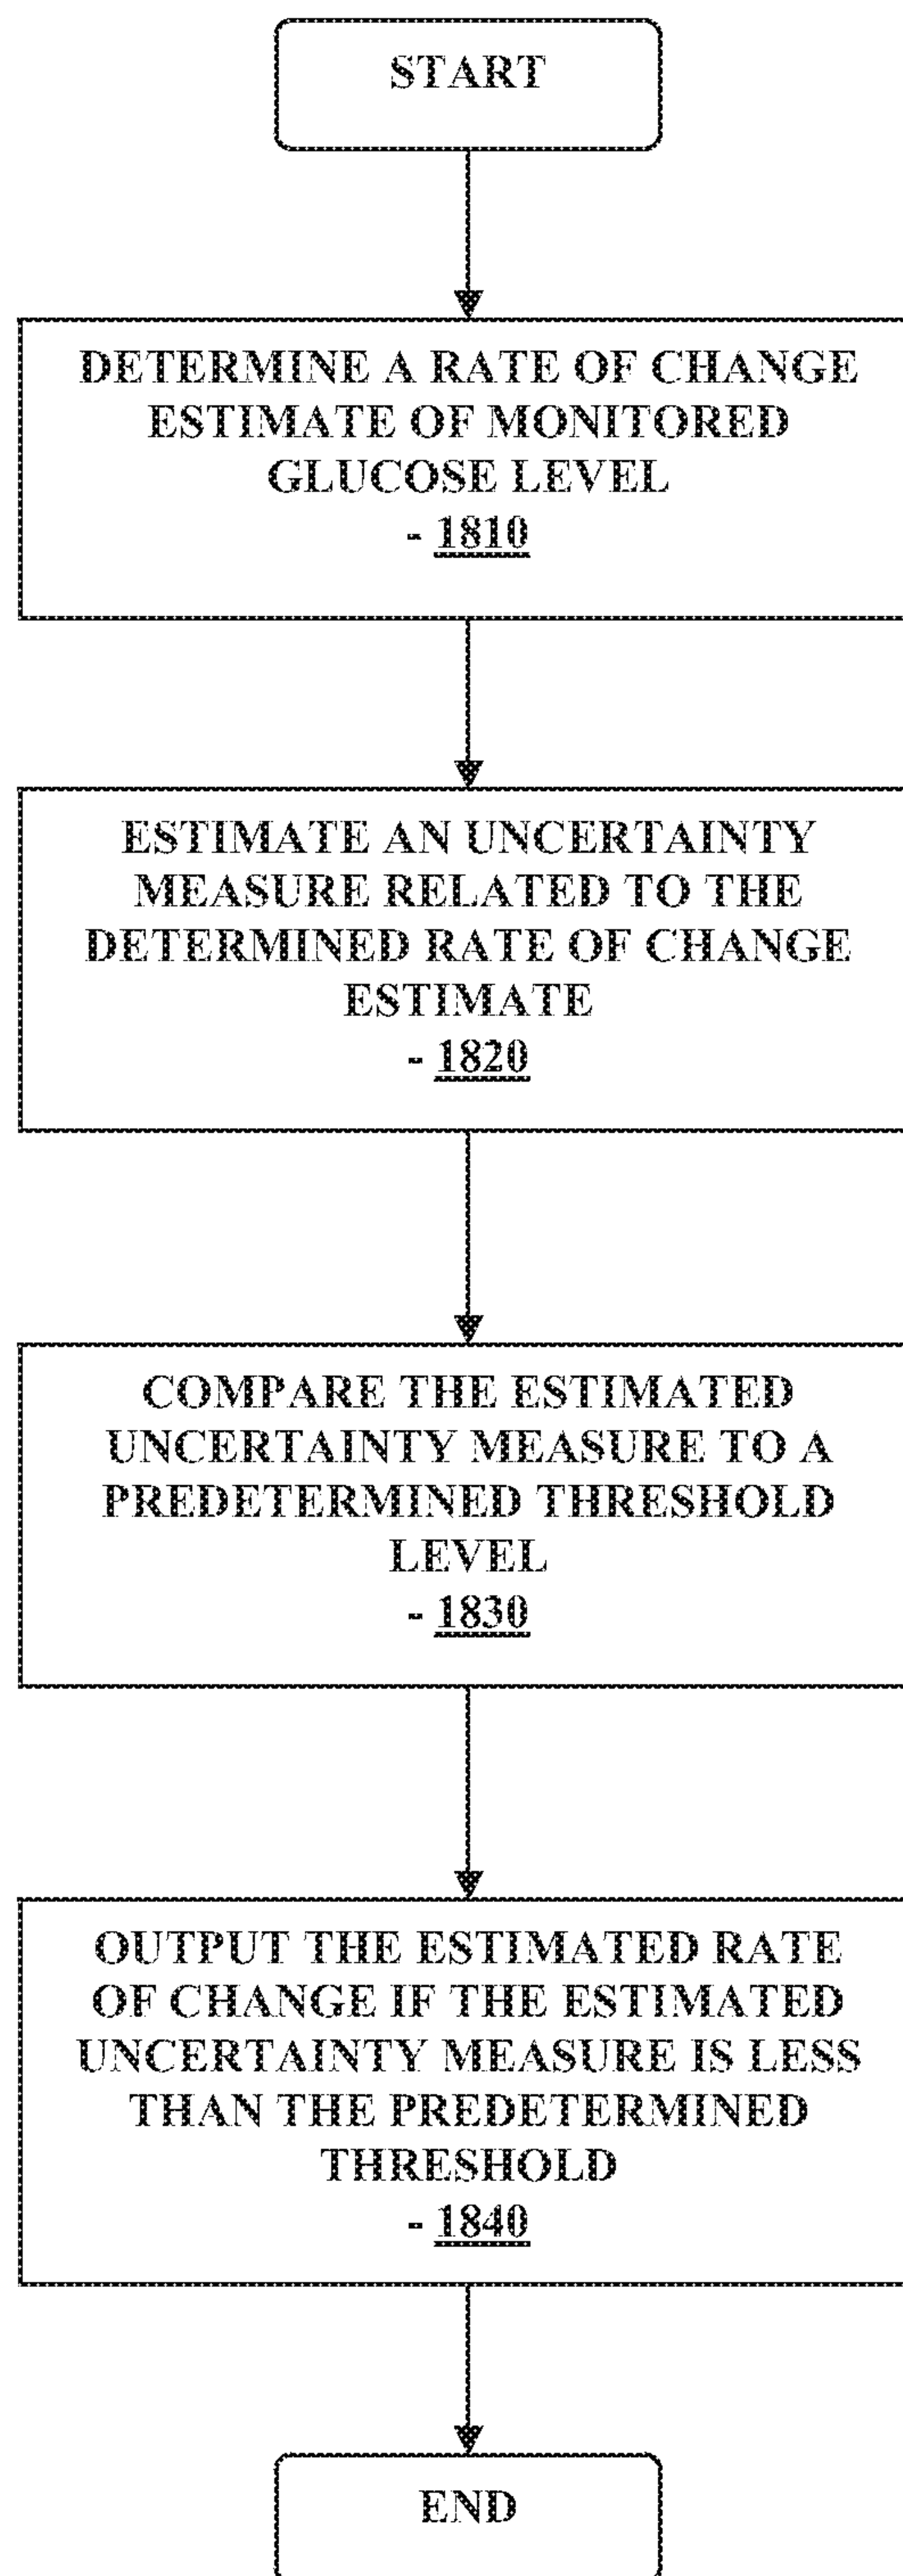 START
DETERMINE A RATE OF CHANGE
ESTIMATE OF MONITORED
GLUCOSE LEVEL
- 1810
ESTIMATE AN UNCERTAINTY
MEASURE RELATED TO THE
DETERMINED RATE OF CHANGE
ESTIMATE
- 1820
COMPARE THE ESTIMATED
UNCERTAINTY MEASURE TO A
PREDETERMINED THRESHOLD
LEVEL
- 1830
OUTPUT THE ESTIMATED RATE
OF CHANGE IF THE ESTIMATED
UNCERTAINTY MEASURE IS LESS
THAN THE PREDETERMINED
THRESHOLD
- 1840
END